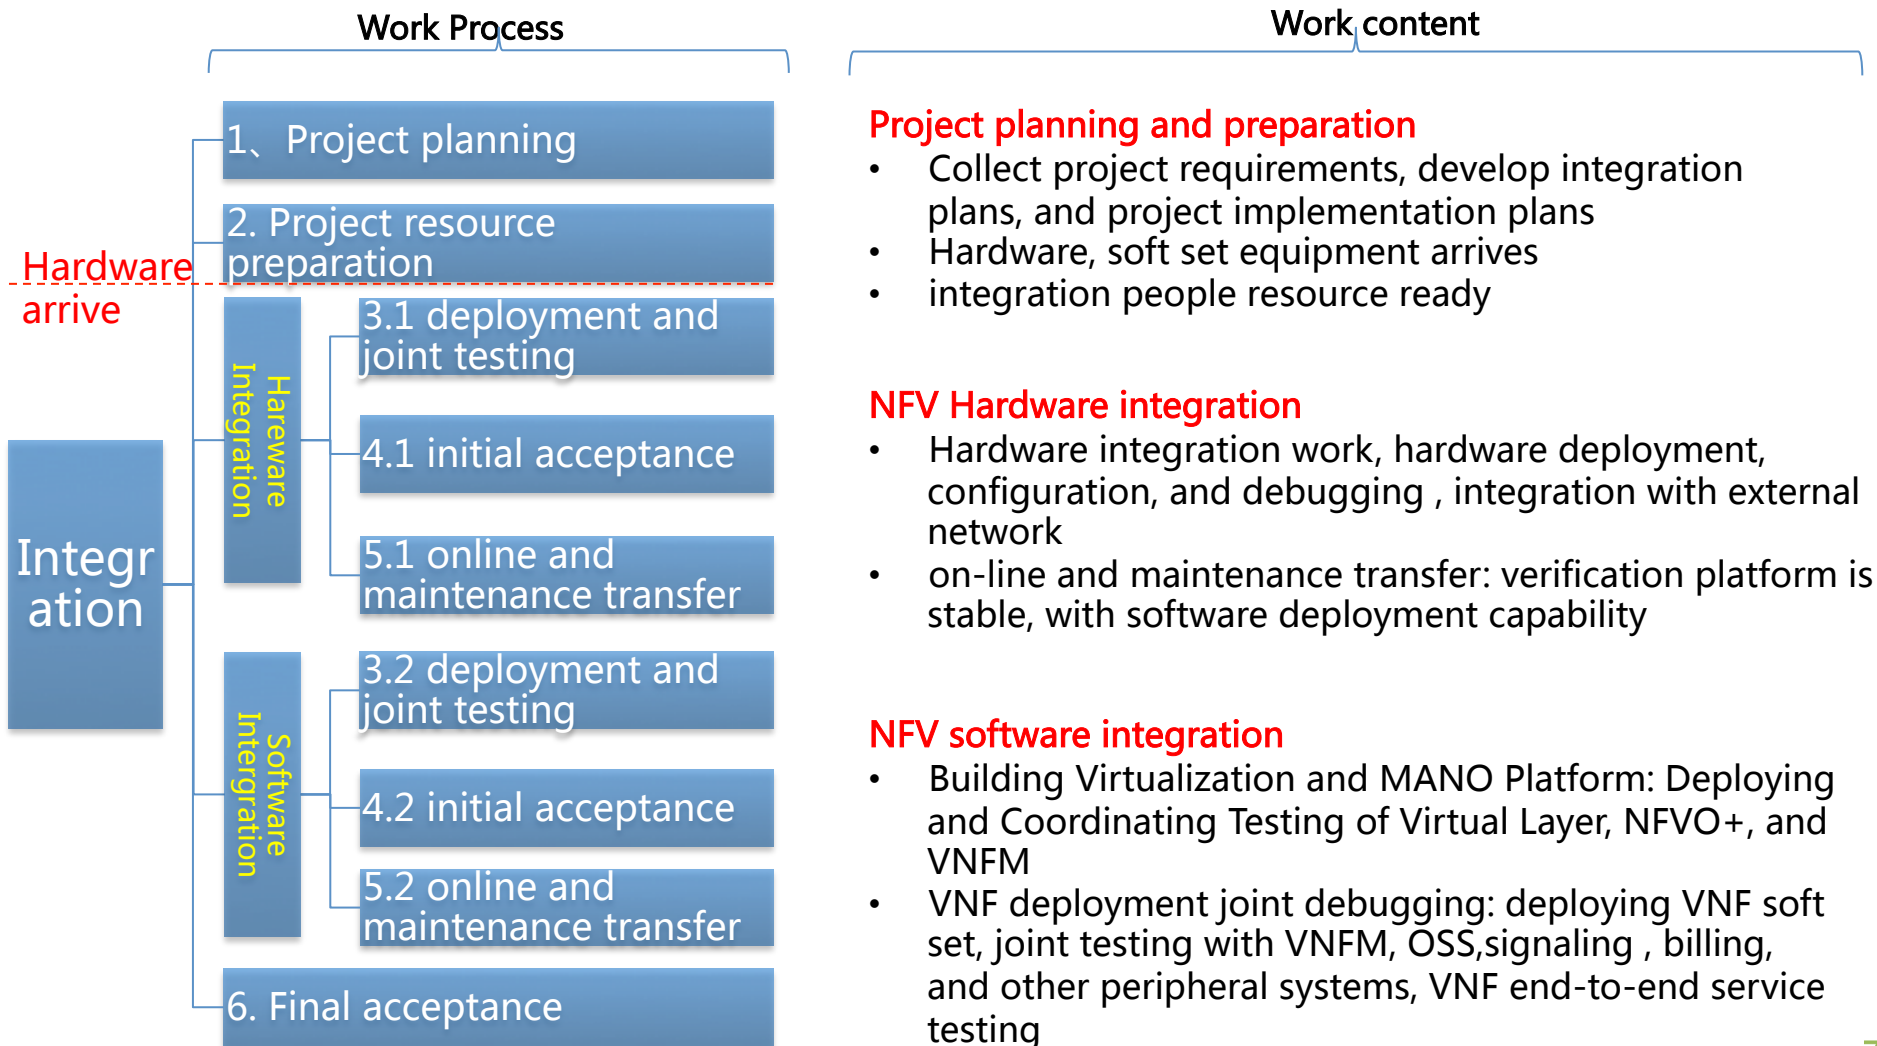 Work Process
Work content
1、Project planning
2. Project resource
preparation
Hardware
arrive
Hareware
Integration
3.1 deployment and
joint testing
4.1 initial acceptance
5.1 online and
maintenance transfer
Integr
ation
Software
Intergration
3.2 deployment and
joint testing
4.2 initial acceptance
5.2 online and
maintenance transfer
6. Final acceptance
Project planning and preparation
• Collect project requirements, develop integration
plans, and project implementation plans
• Hardware, soft set equipment arrives
• integration people resource ready
NFV Hardware integration
• Hardware integration work, hardware deployment,
configuration, and debugging , integration with external
network
• on-line and maintenance transfer: verification platform is
stable, with software deployment capability
NFV software integration
• Building Virtualization and MANO Platform: Deploying
and Coordinating Testing of Virtual Layer, NFVO+, and
VNFM
• VNF deployment joint debugging: deploying VNF soft
set, joint testing with VNFM, OSS,signaling , billing,
and other peripheral systems, VNF end-to-end service
testing